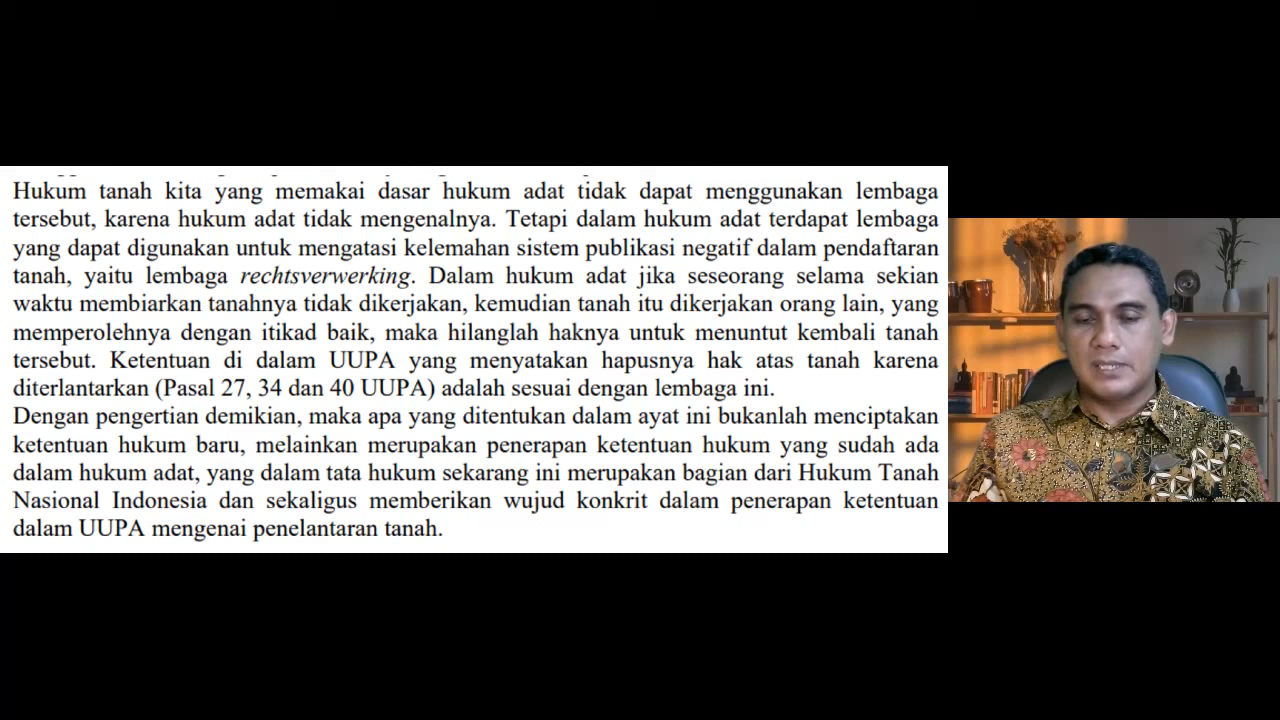 Hukum tanah kita yang memakai dasar hukum adat tidak dapat menggunakan lembaga
tersebut, karena hukum adat tidak mengenalnya. Tetapi dalam hukum adat terdapat lembaga
yang dapat digunakan untuk mengatasi kelemahan sistem publikasi negatif dalam pendaftaran
tanah, yaitu lembaga rechtsverwerking. Dalam hukum adat jika seseorang selama sekian
waktu membiarkan tanahnya tidak dikerjakan, kemudian tanah itu dikerjakan orang lain, yang
memperolehnya dengan itikad baik, maka hilanglah haknya untuk menuntut kembali tanah
tersebut. Ketentuan di dalam UUPA yang menyatakan hapusnya hak atas tanah karena
diterlantarkan (Pasal 27, 34 dan 40 UUPA) adalah sesuai dengan lembaga ini.
Dengan pengertian demikian, maka apa yang ditentukan dalam ayat ini bukanlah menciptakan
ketentuan hukum baru, melainkan merupakan penerapan ketentuan hukum yang sudah ada
dalam hukum adat, yang dalam tata hukum sekarang ini merupakan bagian dari Hukum Tanah
Nasional Indonesia dan sekaligus memberikan wujud konkrit dalam penerapan ketentuan
dalam UUPA mengenai penelantaran tanah.